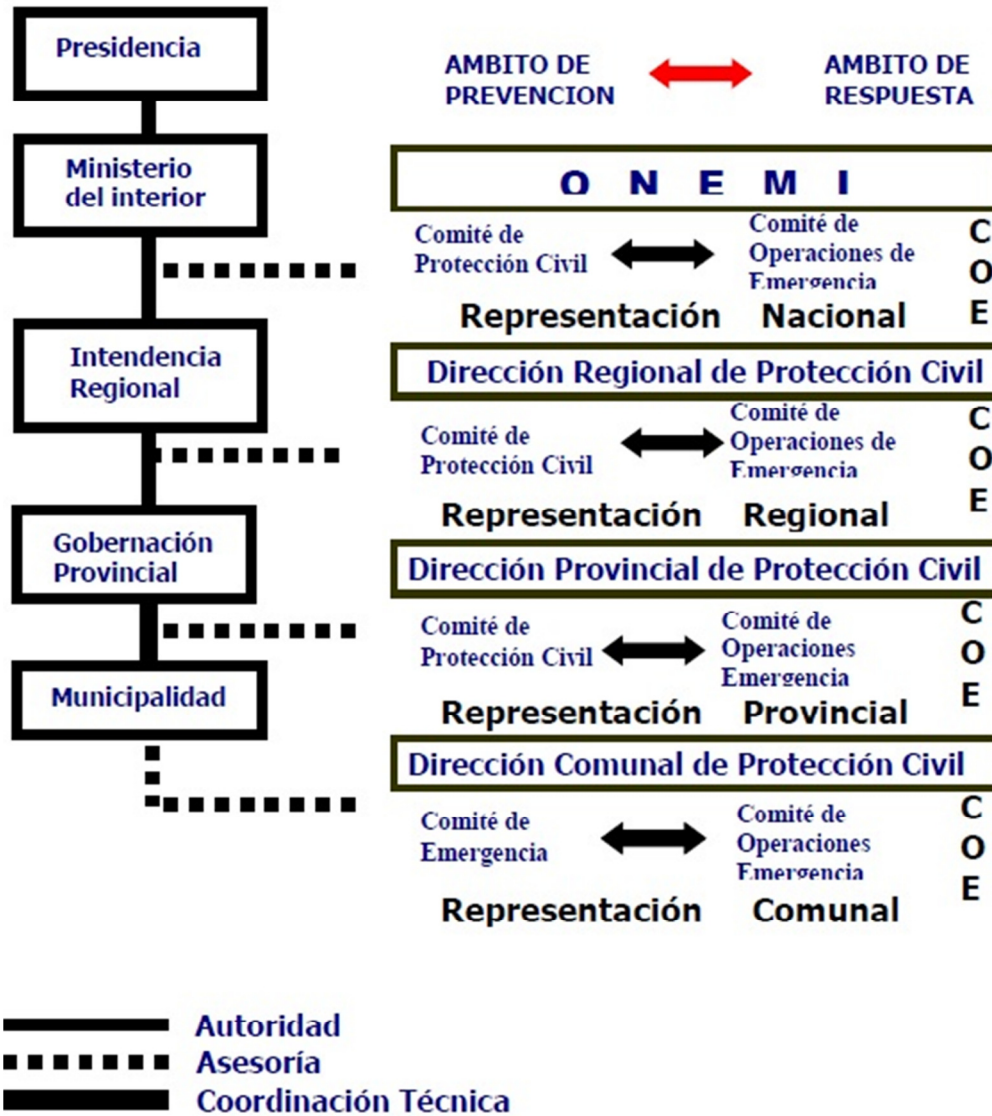 Presidencia
Ministerio
del interior
Intendencia
Regional
Gobernación
Provincial
Municipalidad
AMBITO DE
PREVENCION
AMBITO DE
RESPUESTA
O N E M I
Comité de
Protección Civil
Comité de
Operaciones de
Emergencia
C
O
E
Representación Nacional
Dirección Regional de Protección Civil
Comité de
Protección Civil
Comité de
Operaciones de
Emergencia
C
O
E
Representación Regional
Dirección Provincial de Protección Civil
Comité de
Protección Civil
Comité de
Operaciones
Emergencia
C
O
E
Representación Provincial
Dirección Comunal de Protección Civil
Comité de
Emergencia
Comité de
Operaciones
Emergencia
C
O
E
Representación Comunal
Autoridad
Asesoría
Coordinación Técnica